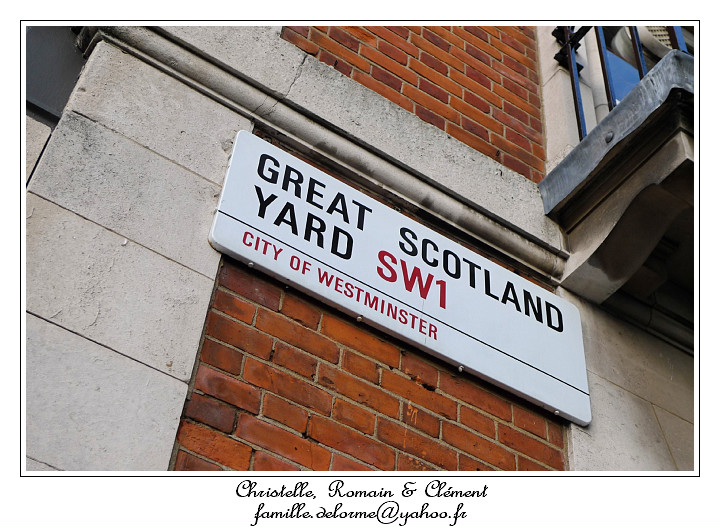 GREAT SCOTLAND
YARD SW1
CITY OF WESTMINSTER
Christelle, Romain & Clément
famille.delorme@yahoo.fr